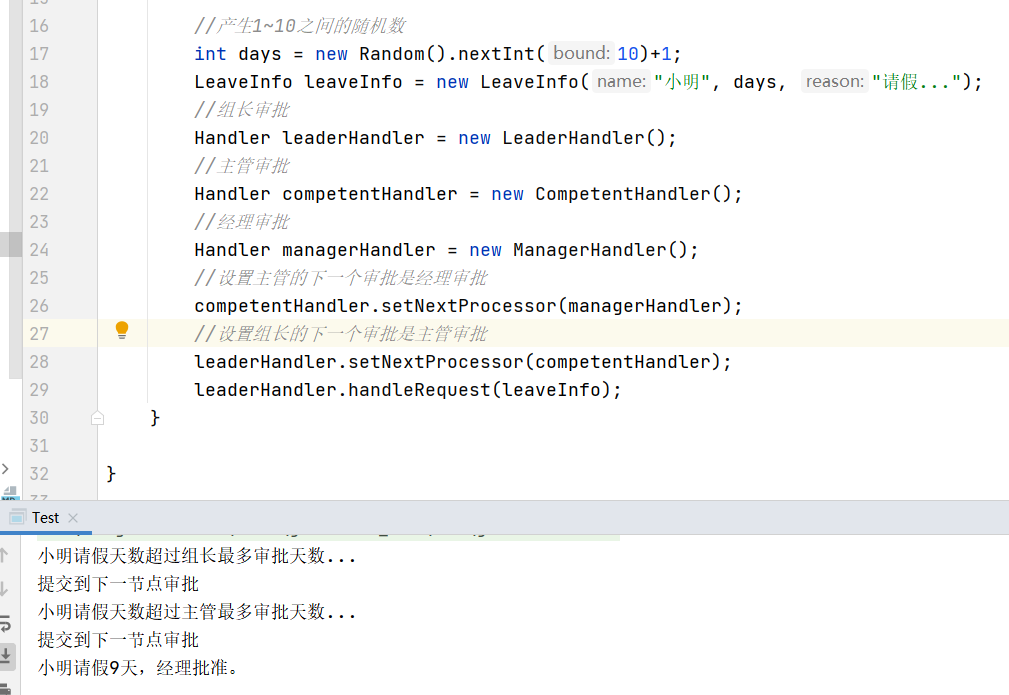 16 //产生1~10之间的随机数
17 int days = new Random().nextInt( bound: 10)+1;
18 LeaveInfo leaveInfo = new LeaveInfo( name: "小明", days, reason: "请假...");
19 //组长审批
20 Handler leaderHandler = new LeaderHandler();
21 //主管审批
22 Handler competentHandler = new CompetentHandler();
23 //经理审批
24 Handler managerHandler = new ManagerHandler();
25 //设置主管的下一个审批是经理审批
26 competentHandler.setNextProcessor(managerHandler);
27 //设置组长的下一个审批是主管审批
28 leaderHandler.setNextProcessor(competentHandler);
29 leaderHandler.handleRequest(leaveInfo);
30 }
31
32 }
Test
小明请假天数超过组长最多审批天数...
提交到下一节点审批
小明请假天数超过主管最多审批天数...
提交到下一节点审批
小明请假9天，经理批准。